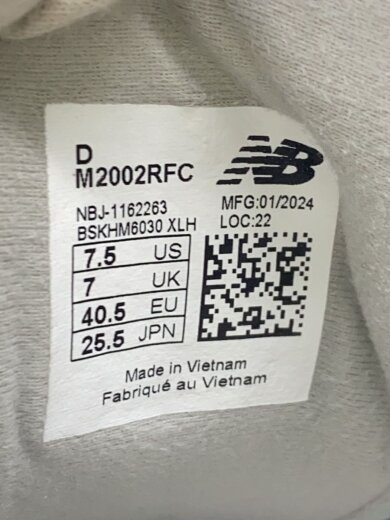 D
M2002RFC
NB
NBJ-1162263
BSKHM6030 XLH
MFG:01/2024
LOC:22
7.5 US
7 UK
40.5 EU
25.5 JPN
Made in Vietnam
Fabriqué au Vietnam